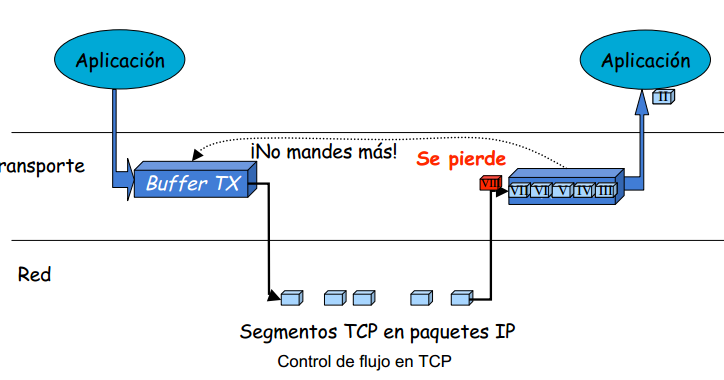 Aplicación
Aplicación
II
¡No mandes más!
Se pierde
ransporte
Buffer TX
VIII
VII VI V IV III
Red
Segmentos TCP en paquetes IP
Control de flujo en TCP